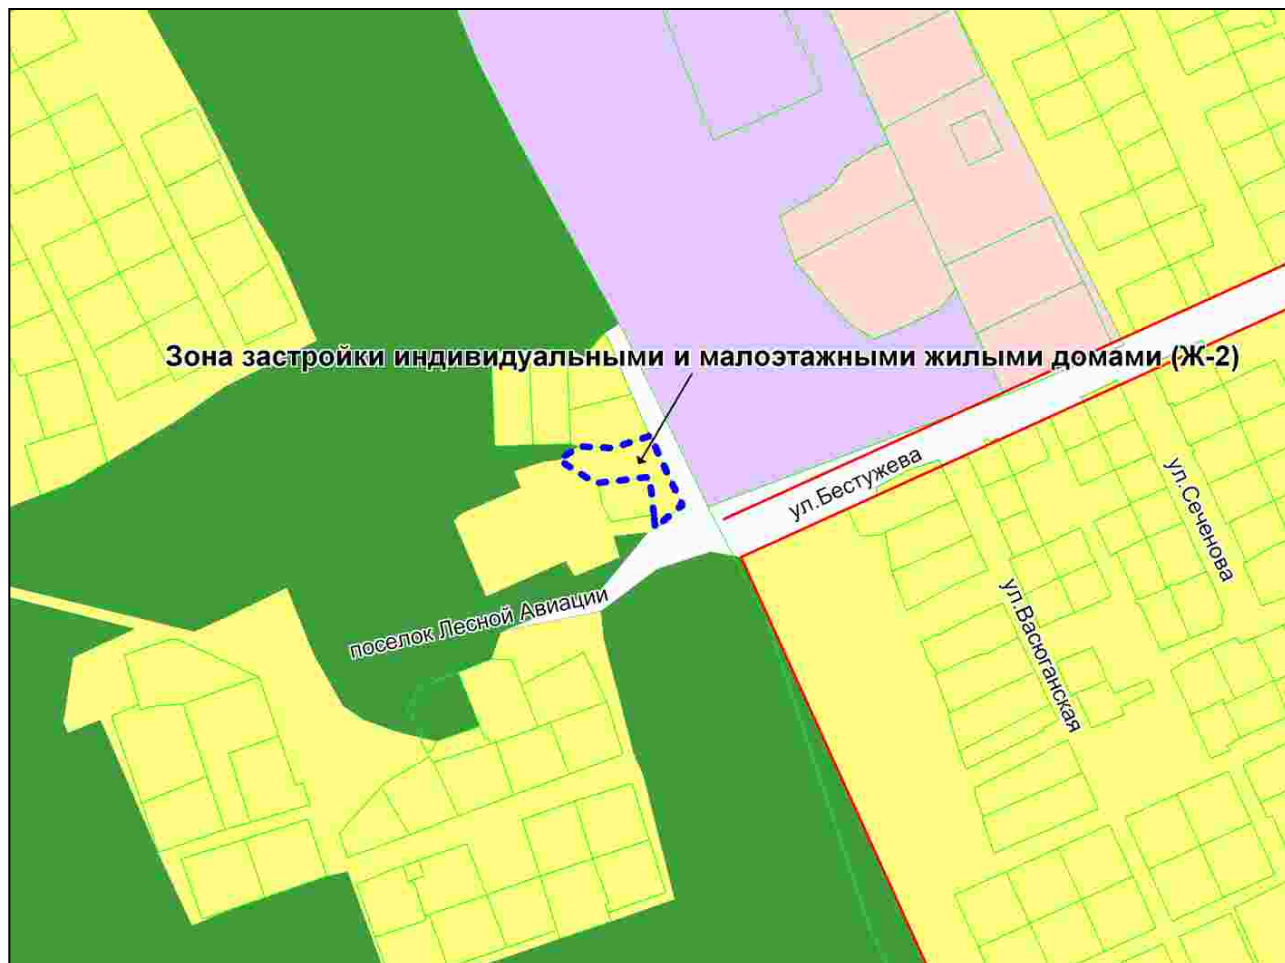 Зона застройки индивидуальными и малоэтажными жилыми домами (Ж-2)
ул.Бестужева
ул.Сеченова
ул.Васюганская
поселок Лесной Авиации